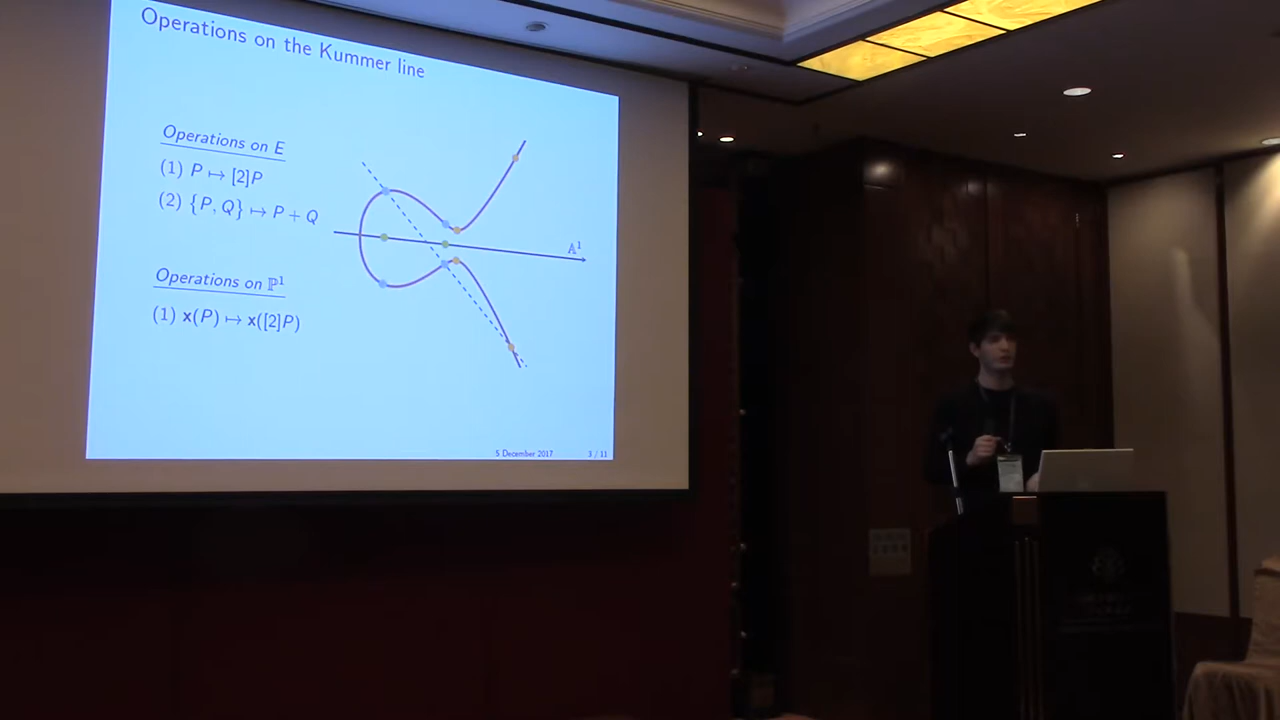 Operations on the Kummer line
Operations on E
(1) P ↦ [2]P
(2) {P, Q} ↦ P + Q
𝔸¹
Operations on ℙ¹
(1) x(P) ↦ x([2]P)
5 December 2017 3 / 11